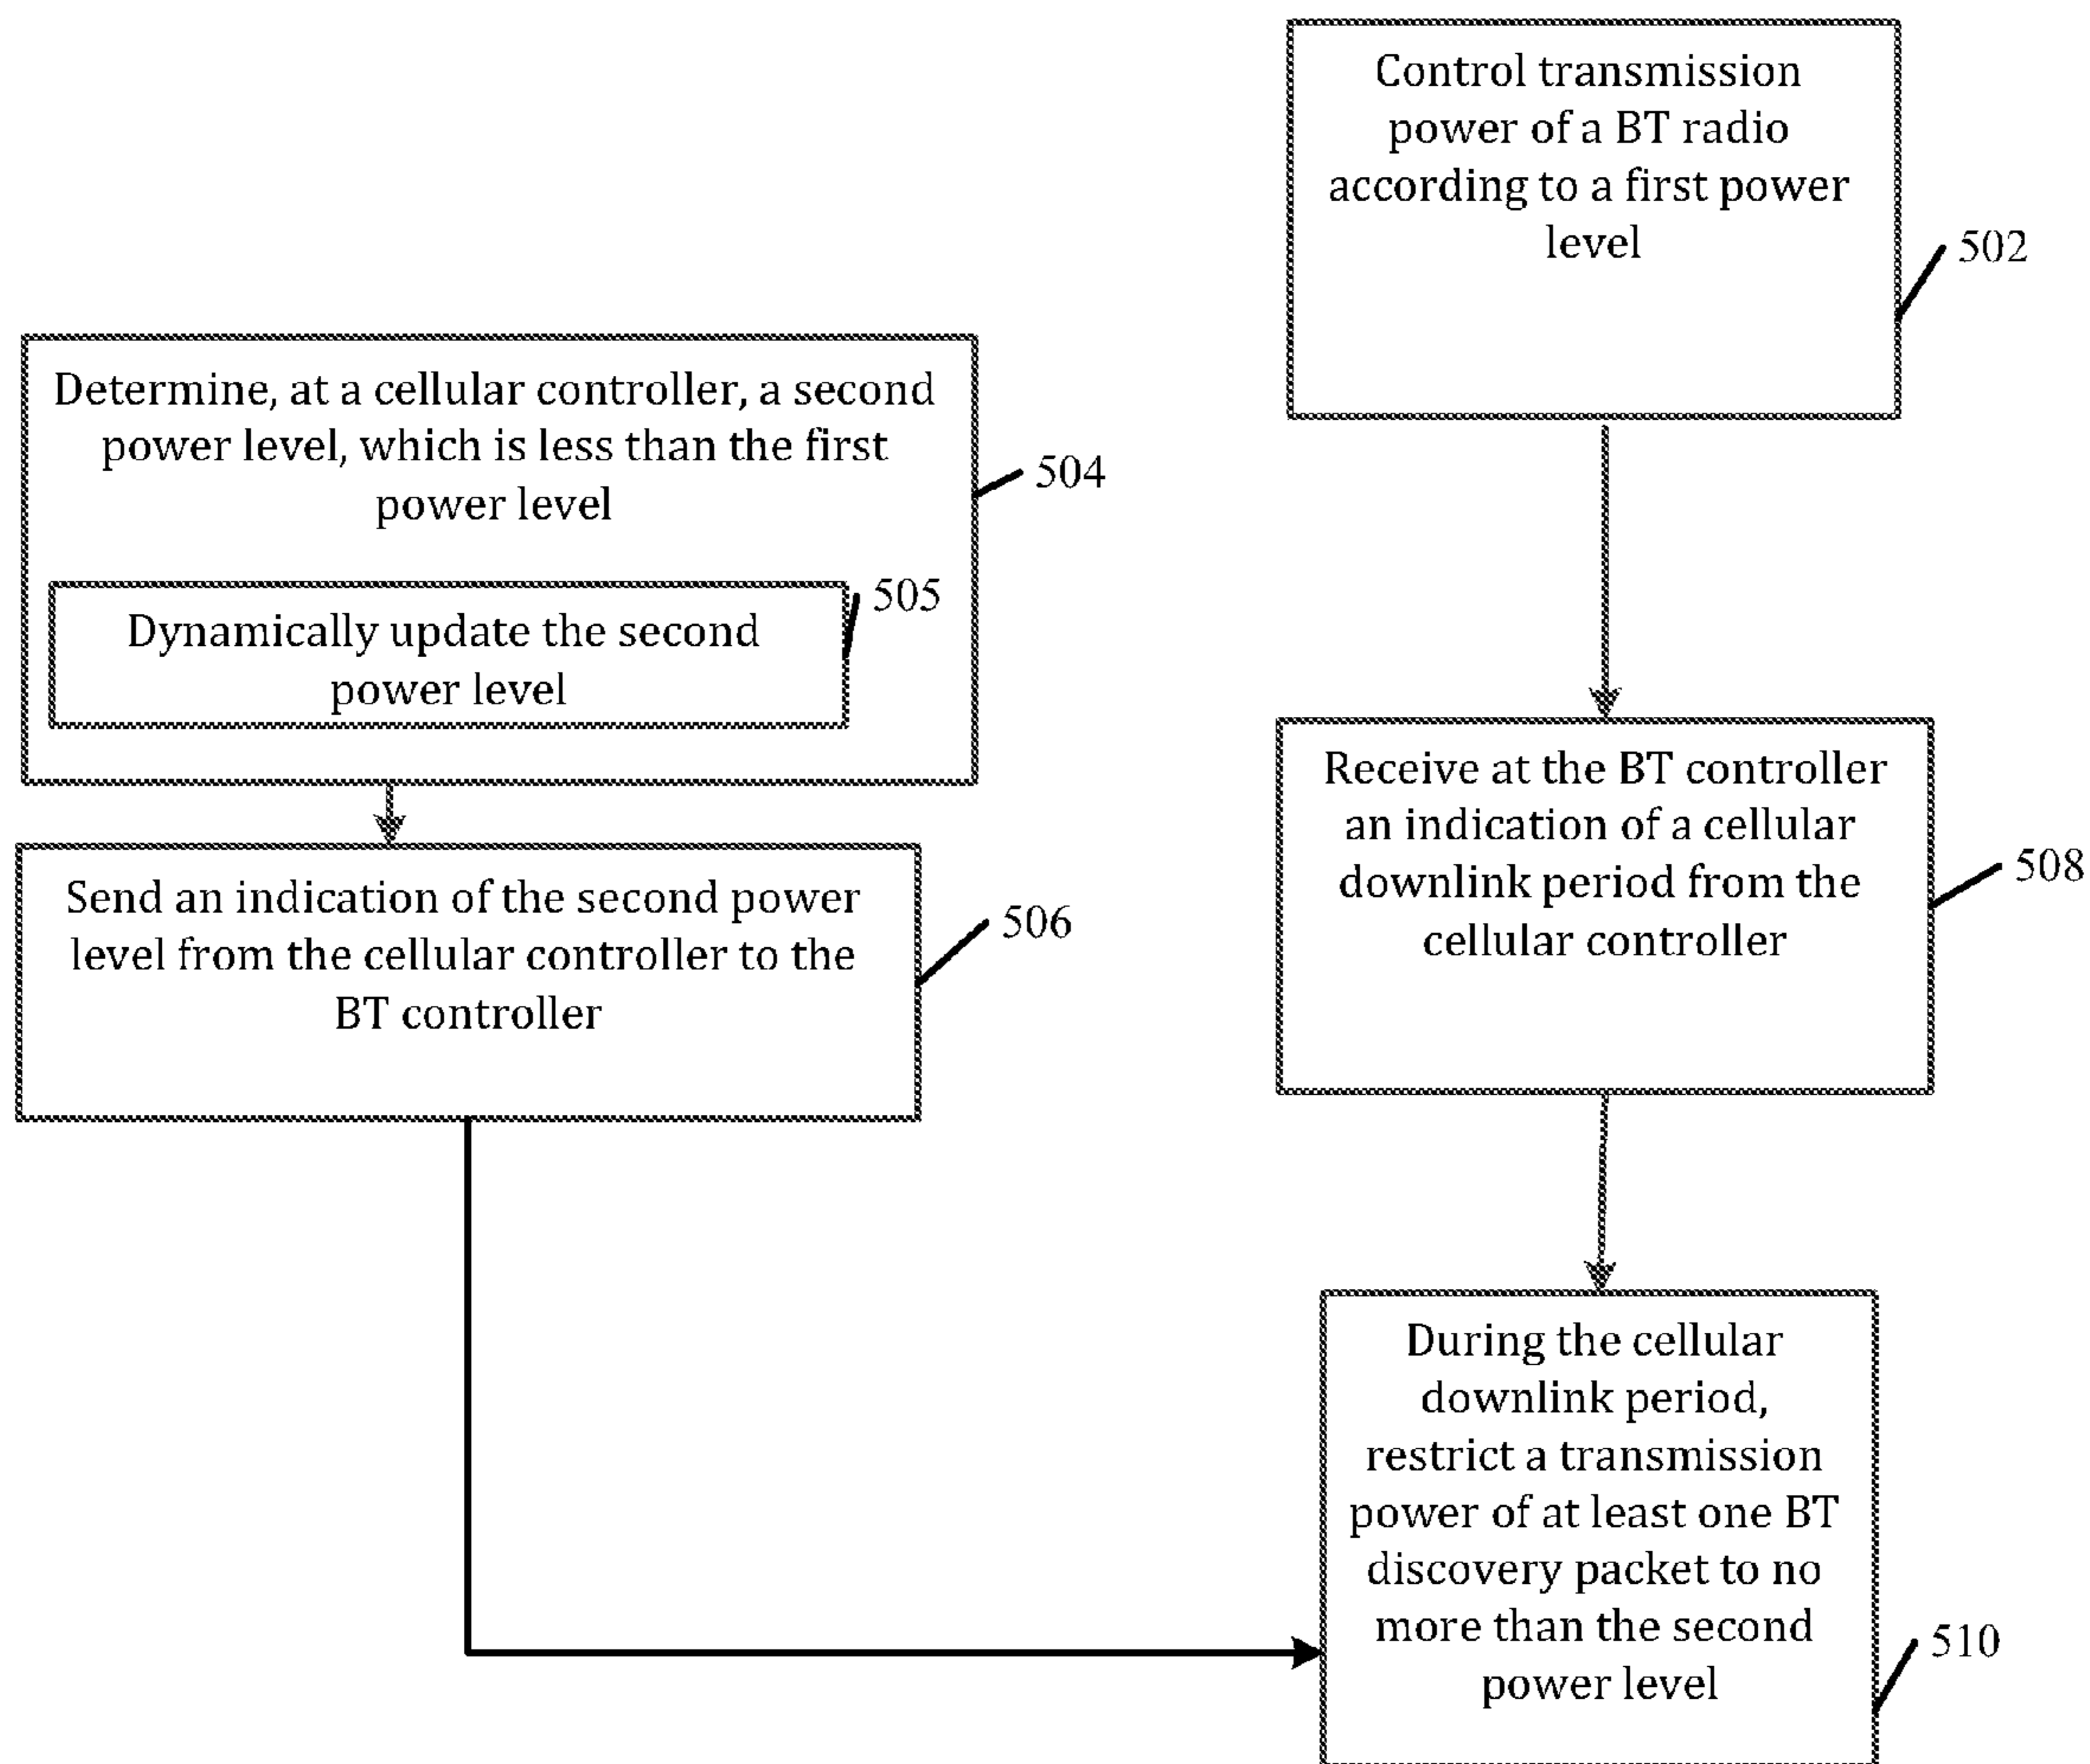 Control transmission
power of a BT radio
according to a first power
level
502
Determine, at a cellular controller, a second
power level, which is less than the first
power level
504
505
Dynamically update the second
power level
Send an indication of the second power
level from the cellular controller to the
BT controller
506
Receive at the BT controller
an indication of a cellular
downlink period from the
cellular controller
508
During the cellular
downlink period,
restrict a transmission
power of at least one BT
discovery packet to no
more than the second
power level
510